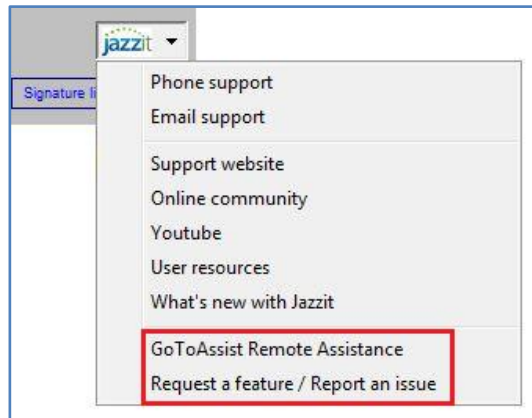 jazzit
Signature li
Phone support
Email support
Support website
Online community
Youtube
User resources
What's new with Jazzit
GoToAssist Remote Assistance
Request a feature / Report an issue